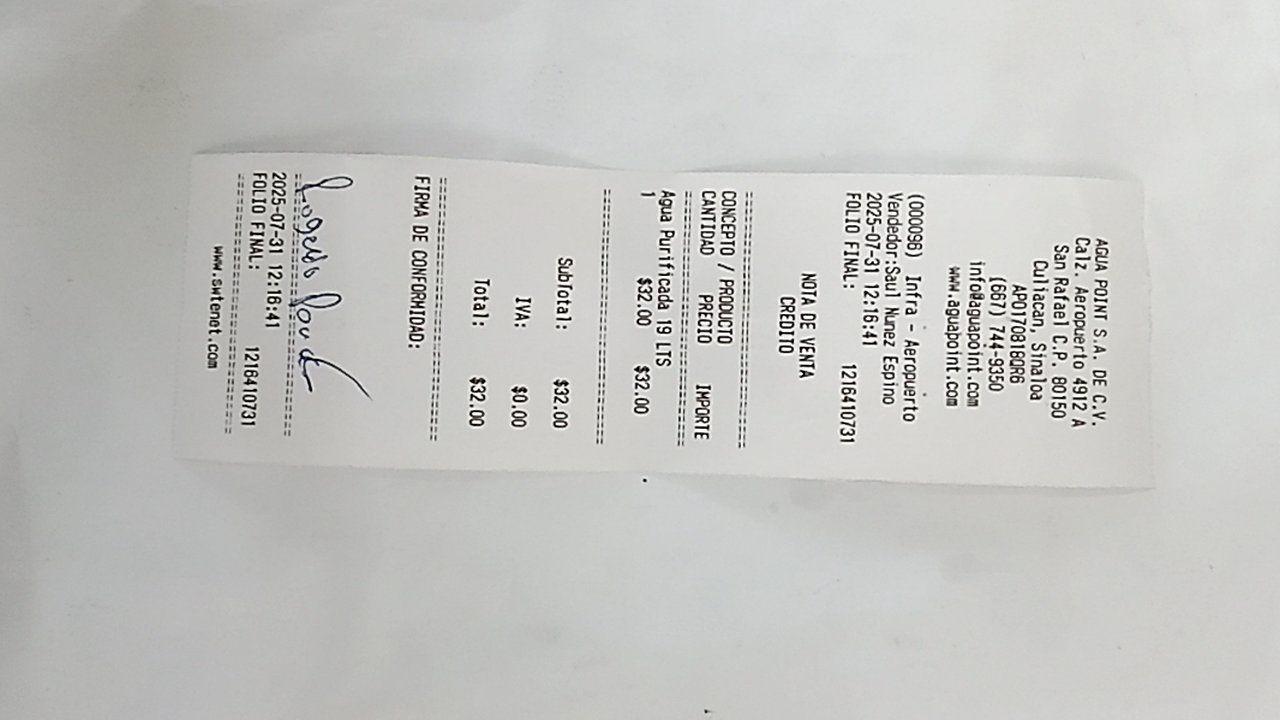 AGUA POINT S.A. DE C.V.
Calz. Aeropuerto 4912 A
San Rafael C.P. 80150
Culiacan, Sinaloa
APO170818QR6
(667) 744-9350
info@aguapoint.com
www.aguapoint.com
(000096) Infra - Aeropuerto
Vendedor:Saul Nunez Espino
2025-07-31 12:16:41
FOLIO FINAL: 1216410731
NOTA DE VENTA
CREDITO
CONCEPTO / PRODUCTO
CANTIDAD PRECIO IMPORTE
Agua Purificada 19 LTS
1 $32.00 $32.00
SubTotal: $32.00
IVA: $0.00
Total: $32.00
FIRMA DE CONFORMIDAD:
2025-07-31 12:16:41
FOLIO FINAL: 1216410731
www.swtenet.com